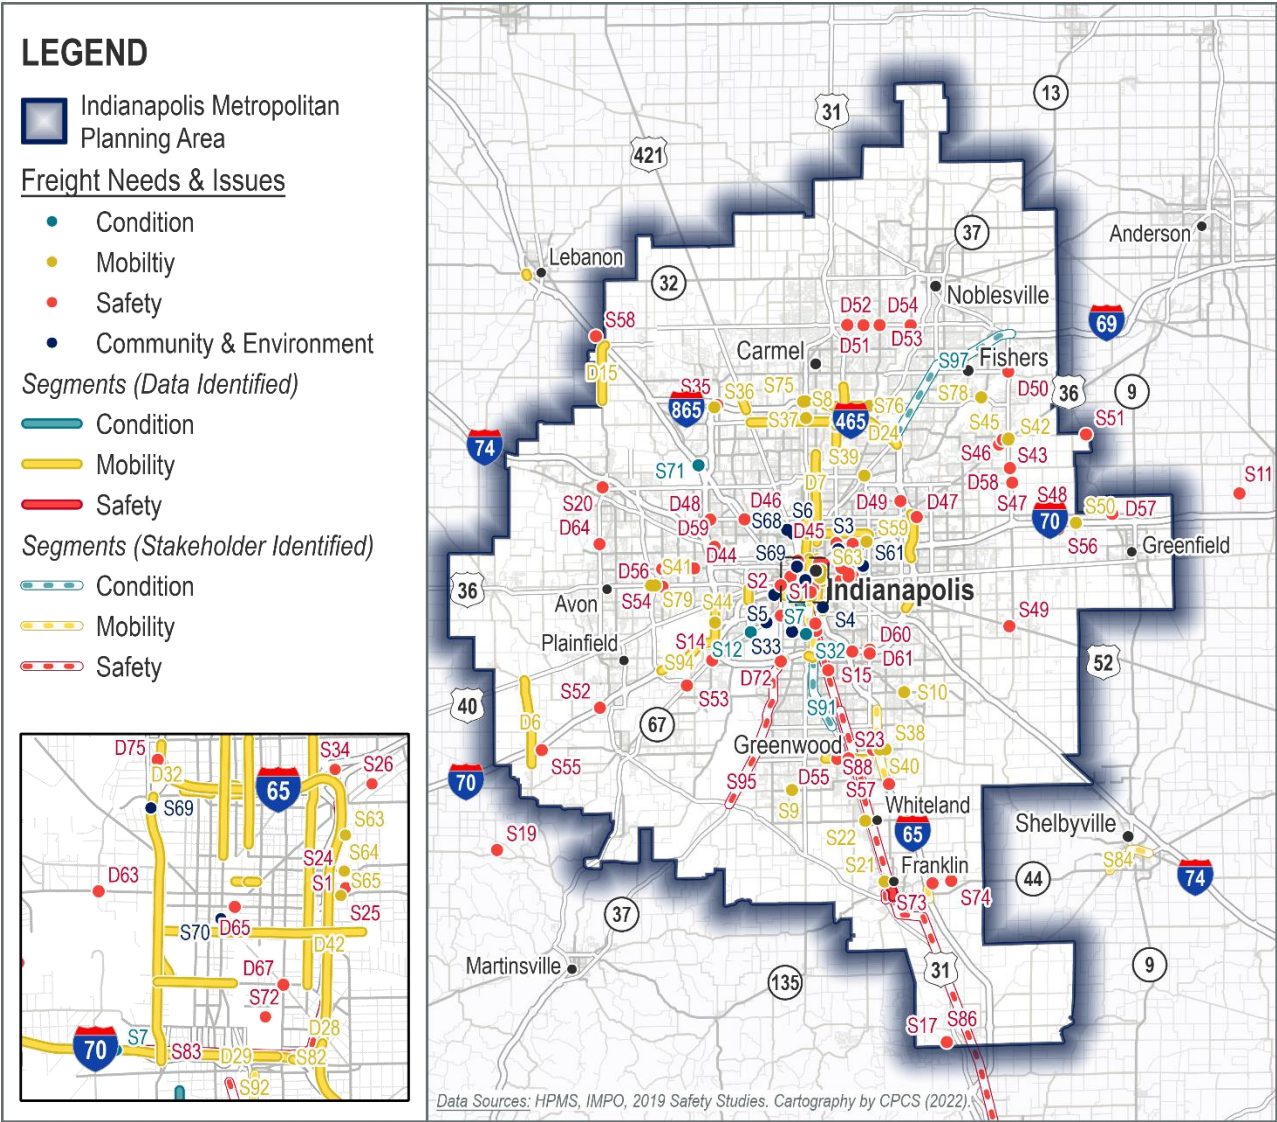 LEGEND
Indianapolis Metropolitan
Planning Area
Freight Needs & Issues
Condition
Mobiltiy
Safety
Community & Environment
Segments (Data Identified)
Condition
Mobility
Safety
Segments (Stakeholder Identified)
Condition
Mobility
Safety
D75
S34
D32
S26
65
S69
S63
S64
S24
D63
S1
S65
S25
S70
D65
D42
D67
S72
D28
S7
70
S83
D29
S82
S92
13
31
421
37
Anderson
Lebanon
32
Noblesville
D52
D54
S58
D51
D53
69
Carmel
S97
Fishers
D15
S35
S36
S75
S8
S78
D50
36
9
865
S37
465
S76
S45
S42
S51
D24
74
S39
S46
S43
S71
D7
D58
S11
S20
D48
D46
D49
D47
S47
S48
S50
D57
D64
D59
S68
S6
D45
S3
S59
70
S56
D44
S69
S63
S61
Greenfield
36
D56
S41
S2
S1
Indianapolis
Avon
S54
S79
S44
S49
S5
S7
S4
Plainfield
S14
S12
S33
S32
D60
D61
S94
D72
S15
52
40
S52
S53
S10
D6
67
S91
S38
Greenwood
S23
70
S55
S95
D55
S88
S40
S9
S57
Whiteland
S19
S22
65
Shelbyville
S21
Franklin
S84
44
74
37
S73
S74
Martinsville
135
31
9
S17
S86
Data Sources: HPMS, IMPO, 2019 Safety Studies. Cartography by CPCS (2022).